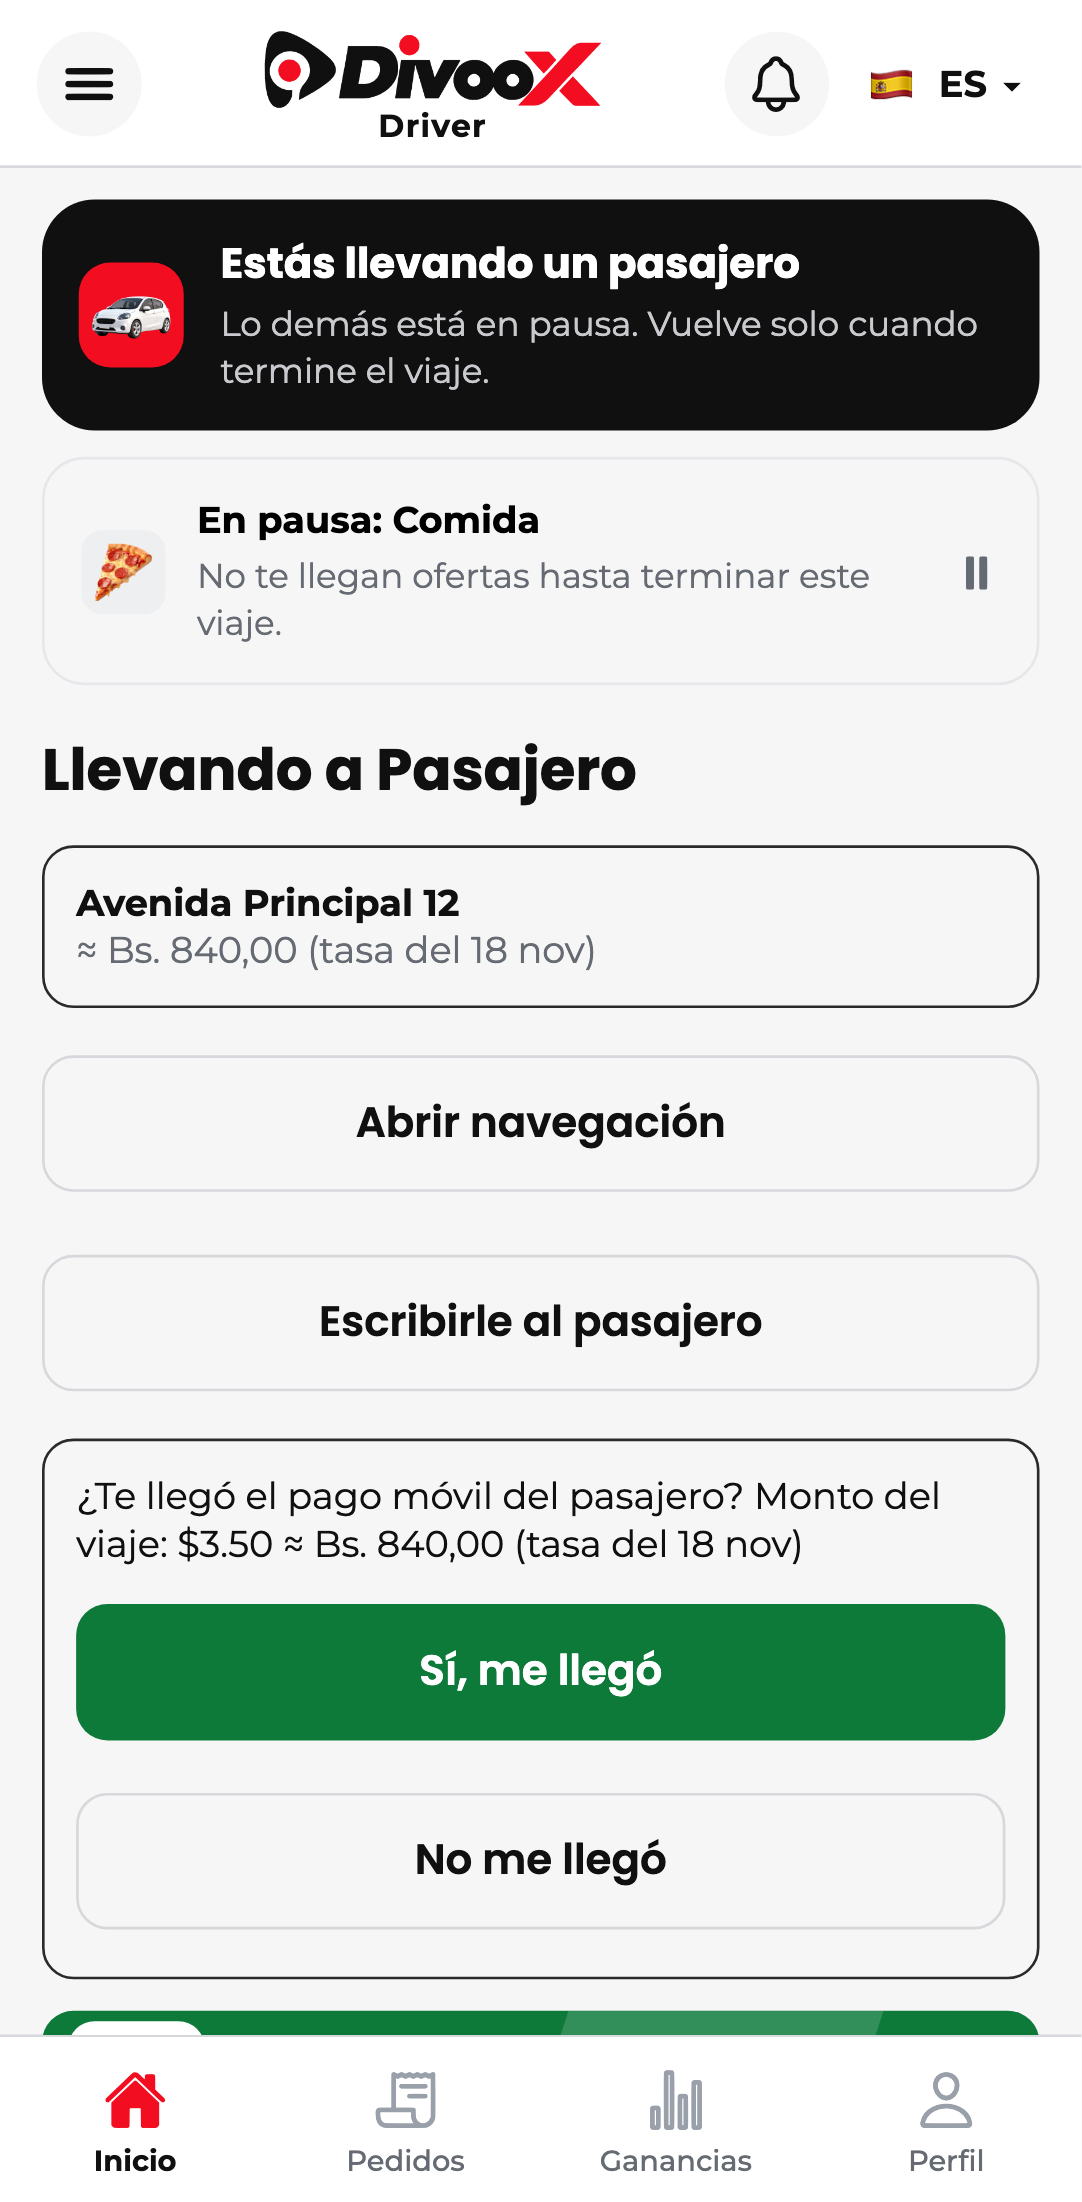 DivooX
Driver
ES
Estás llevando un pasajero
Lo demás está en pausa. Vuelve solo cuando
termine el viaje.
En pausa: Comida
No te llegan ofertas hasta terminar este
viaje.
Llevando a Pasajero
Avenida Principal 12
≈ Bs. 840,00 (tasa del 18 nov)
Abrir navegación
Escribirle al pasajero
¿Te llegó el pago móvil del pasajero? Monto del
viaje: $3.50 ≈ Bs. 840,00 (tasa del 18 nov)
Sí, me llegó
No me llegó
Inicio
Pedidos
Ganancias
Perfil